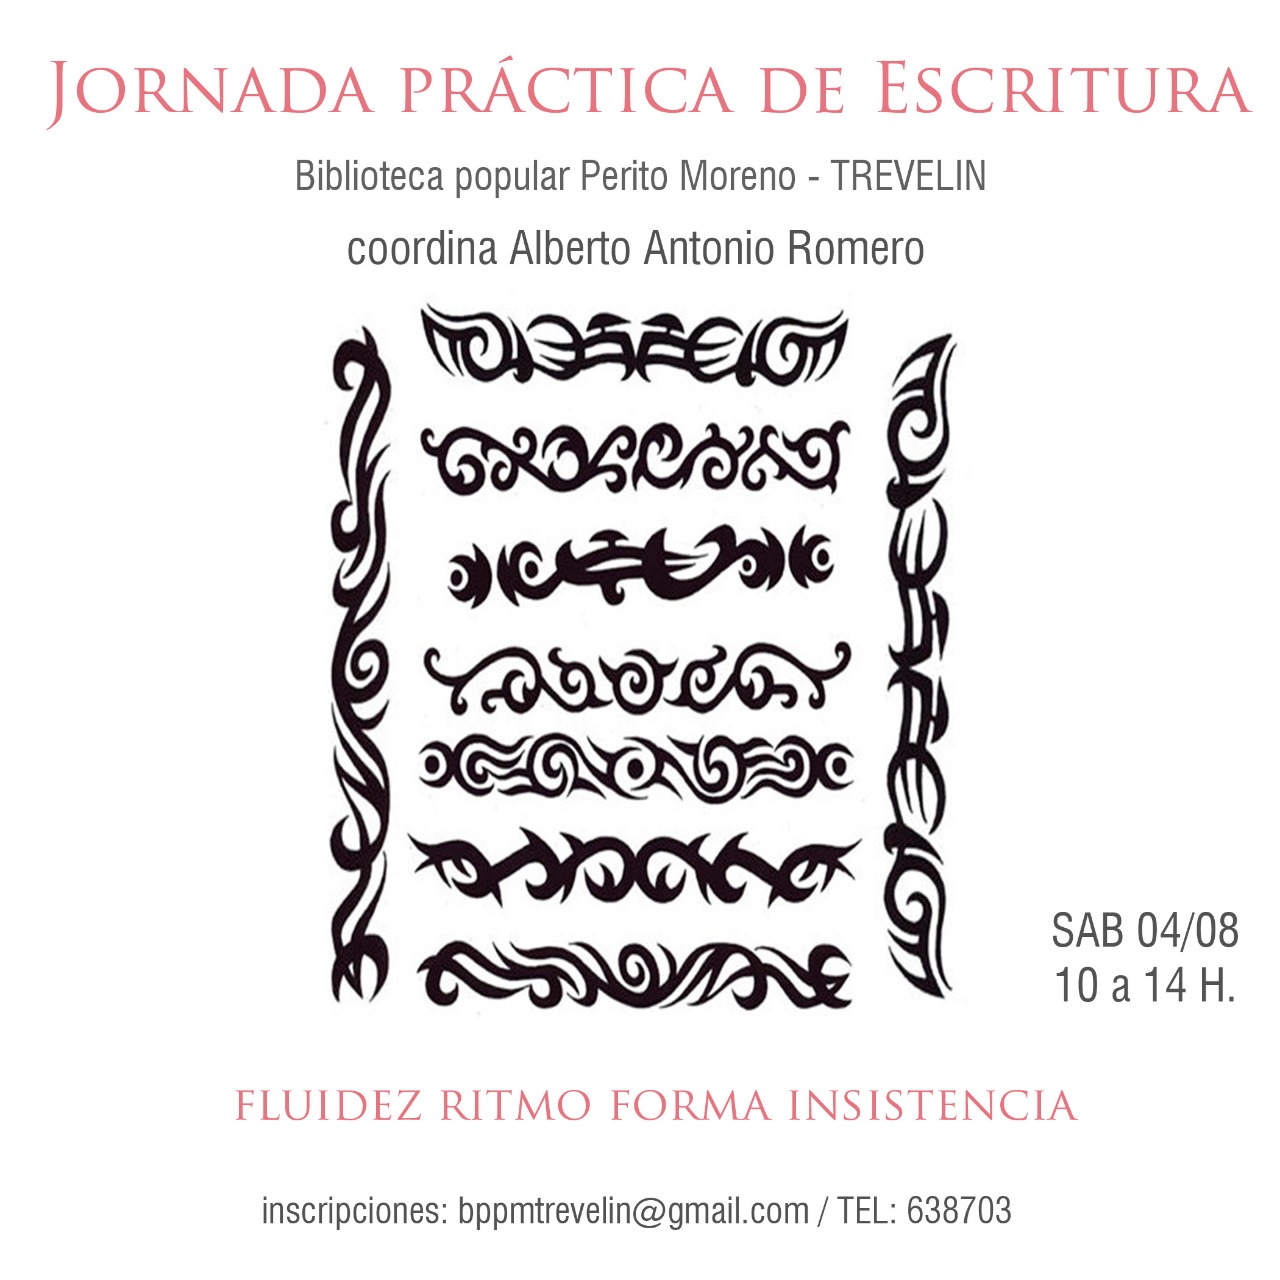 Jornada práctica de Escritura
Biblioteca popular Perito Moreno - TREVELIN
coordina Alberto Antonio Romero
SAB 04/08
10 a 14 H.
FLUIDEZ RITMO FORMA INSISTENCIA
inscripciones: bppmtrevelin@gmail.com / TEL: 638703